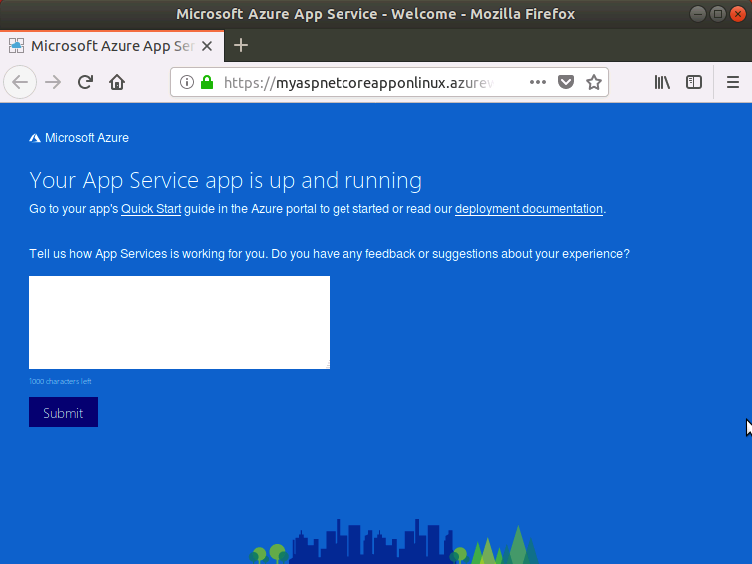 Microsoft Azure App Service - Welcome - Mozilla Firefox
Microsoft Azure App Ser
https://myaspnetcoreapponlinux.azurew
Microsoft Azure
Your App Service app is up and running
Go to your app's Quick Start guide in the Azure portal to get started or read our deployment documentation.
Tell us how App Services is working for you. Do you have any feedback or suggestions about your experience?
1000 characters left
Submit